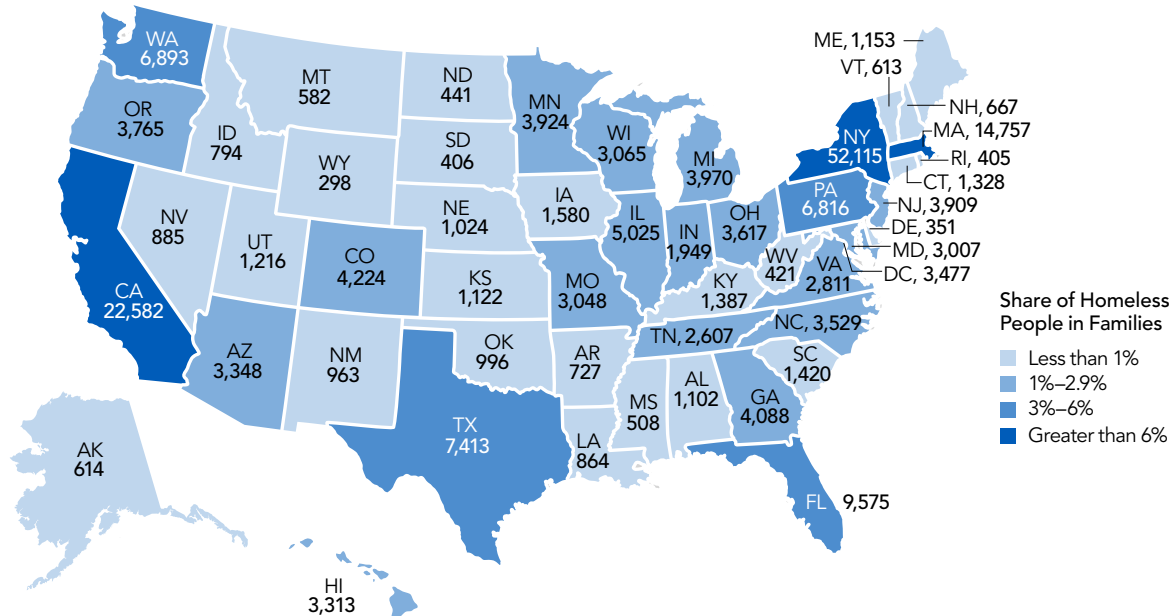 WA
6,893
OR
3,765
CA
22,582
NV
885
ID
794
MT
582
WY
298
UT
1,216
AZ
3,348
CO
4,224
NM
963
ND
441
SD
406
NE
1,024
KS
1,122
OK
996
TX
7,413
MN
3,924
IA
1,580
MO
3,048
AR
727
LA
864
WI
3,065
IL
5,025
MI
3,970
IN
1,949
OH
3,617
KY
1,387
TN, 2,607
MS
508
AL
1,102
GA
4,088
FL 9,575
SC
1,420
NC, 3,529
VA
2,811
WV
421
PA
6,816
NY
52,115
ME, 1,153
VT, 613
NH, 667
MA, 14,757
RI, 405
CT, 1,328
NJ, 3,909
DE, 351
MD, 3,007
DC, 3,477
AK
614
HI
3,313
Share of Homeless
People in Families
Less than 1%
1%–2.9%
3%–6%
Greater than 6%